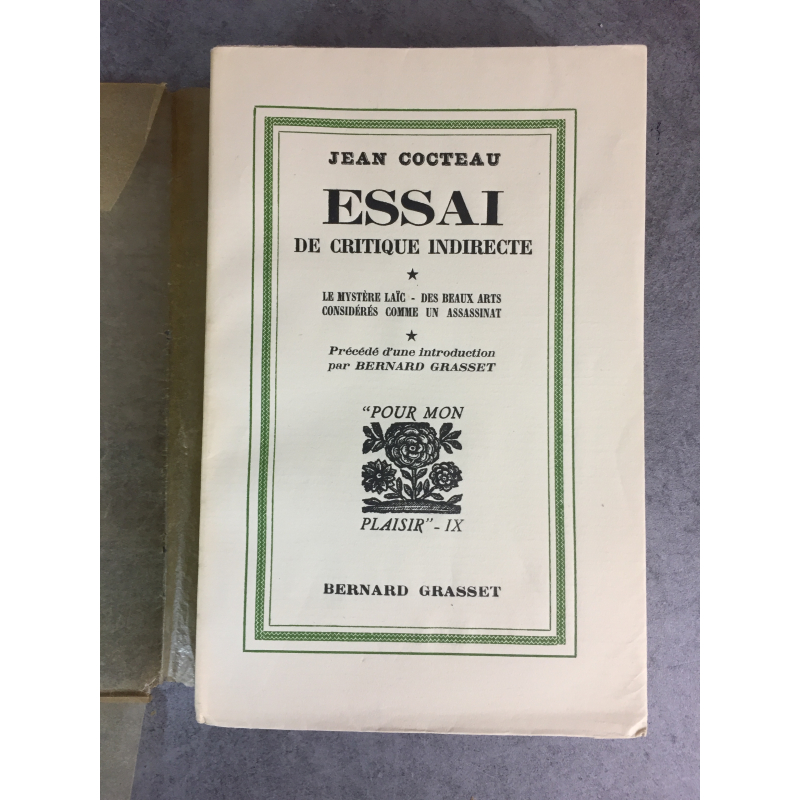 JEAN COCTEAU
ESSAI
DE CRITIQUE INDIRECTE
★
LE MYSTÈRE LAÏC - DES BEAUX ARTS
CONSIDÉRÉS COMME UN ASSASSINAT
★
Précédé d'une introduction
par BERNARD GRASSET
"POUR MON
PLAISIR" - IX
BERNARD GRASSET